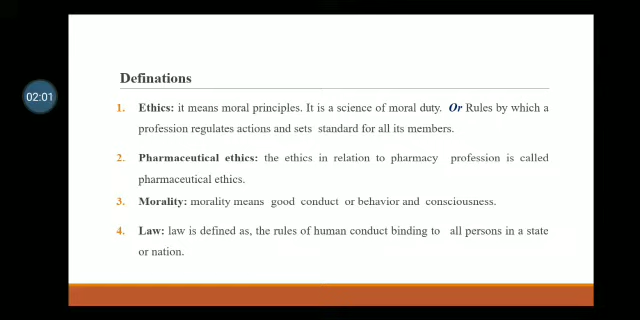 Definations
02:01
1. Ethics: it means moral principles. It is a science of moral duty. Or Rules by which a
profession regulates actions and sets standard for all its members.
2. Pharmaceutical ethics: the ethics in relation to pharmacy profession is called
pharmaceutical ethics.
3. Morality: morality means good conduct or behavior and consciousness.
4. Law: law is defined as, the rules of human conduct binding to all persons in a state
or nation.